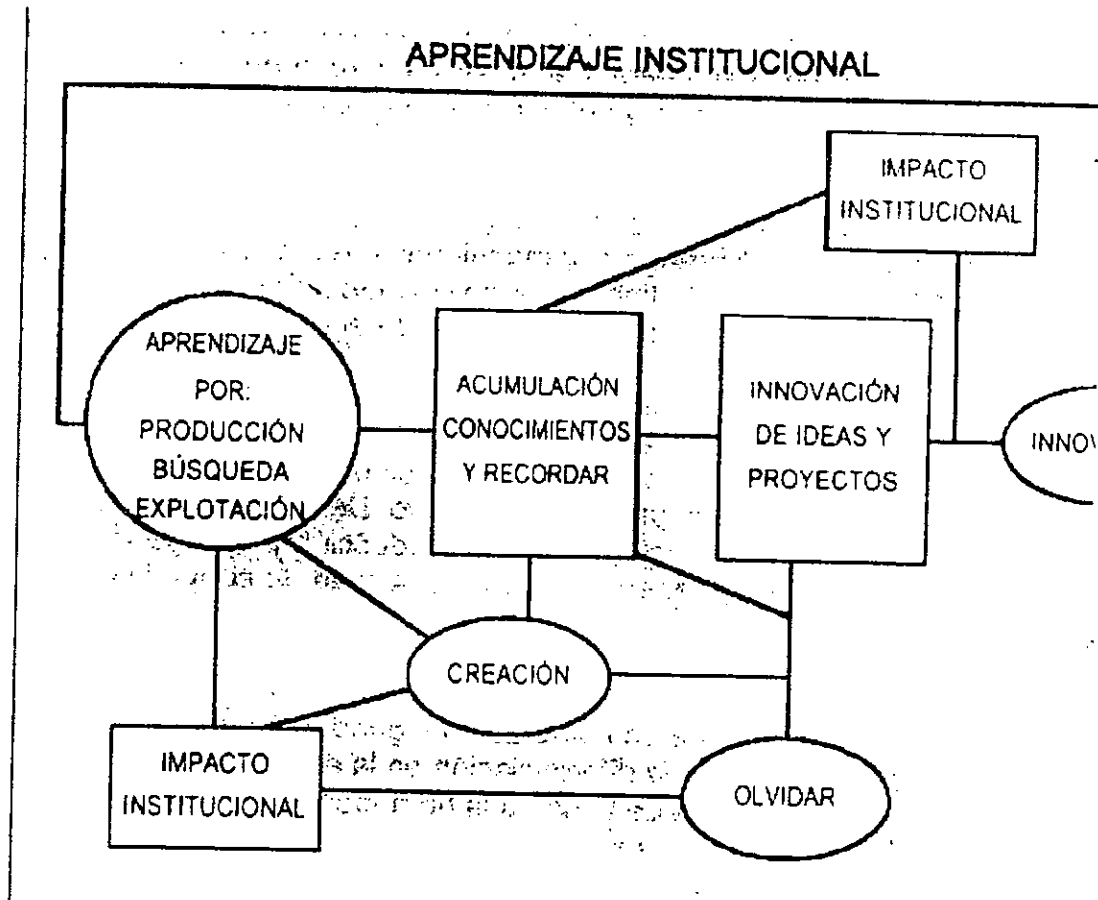 APRENDIZAJE INSTITUCIONAL
IMPACTO
INSTITUCIONAL
APRENDIZAJE
POR:
PRODUCCIÓN
BÚSQUEDA
EXPLOTACIÓN
ACUMULACIÓN
CONOCIMIENTOS
Y RECORDAR
INNOVACIÓN
DE IDEAS Y
PROYECTOS
INNOV
CREACIÓN
IMPACTO
INSTITUCIONAL
OLVIDAR